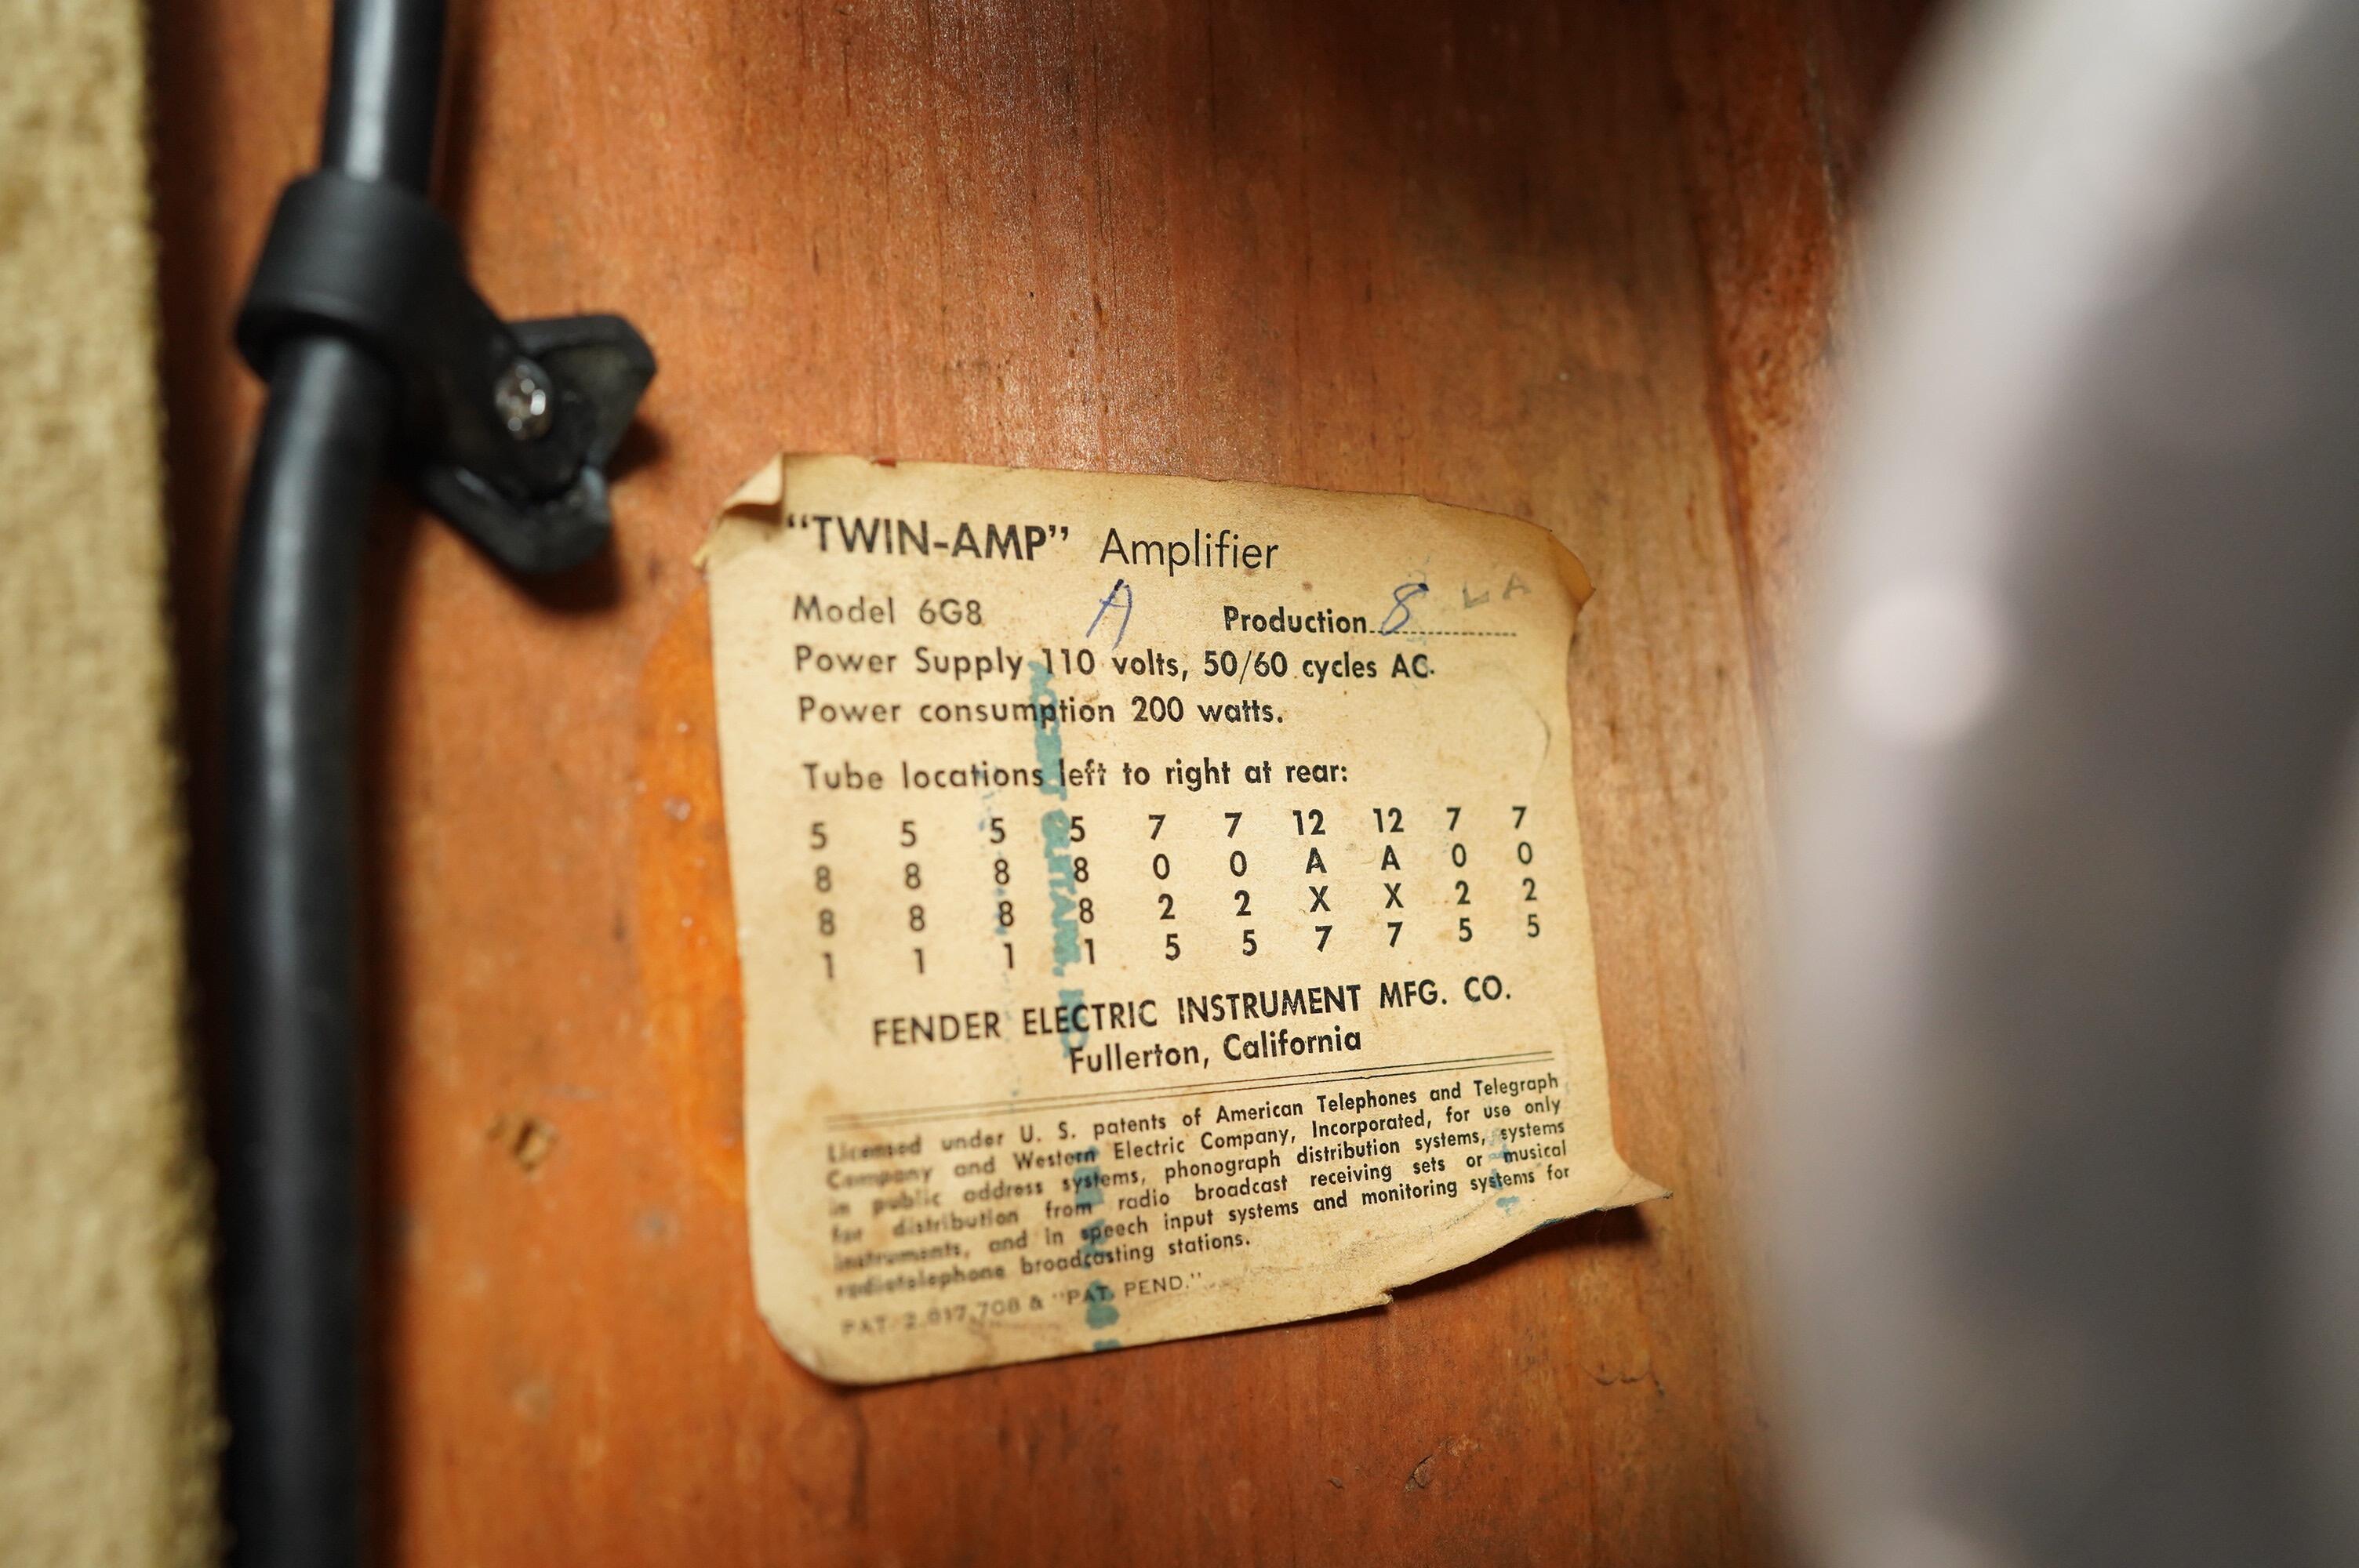 “TWIN-AMP” Amplifier
Model 6G8 A Production 8 LA
Power Supply 110 volts, 50/60 cycles AC.
Power consumption 200 watts.
Tube locations left to right at rear:
5 5 5 5 7 7 12 12 7 7
8 8 8 8 0 0 A A 0 0
8 8 8 8 2 2 X X 2 2
1 1 1 1 5 5 7 7 5 5
FENDER ELECTRIC INSTRUMENT MFG. CO.
Fullerton, California
Licensed under U. S. patents of American Telephones and Telegraph
Company and Western Electric Company, Incorporated, for use only
in public address systems, phonograph distribution systems, systems
for distribution from radio broadcast receiving sets or musical
instruments, and in speech input systems and monitoring systems for
radiotelephone broadcasting stations.
PAT. 2,817,708 & "PAT. PEND."